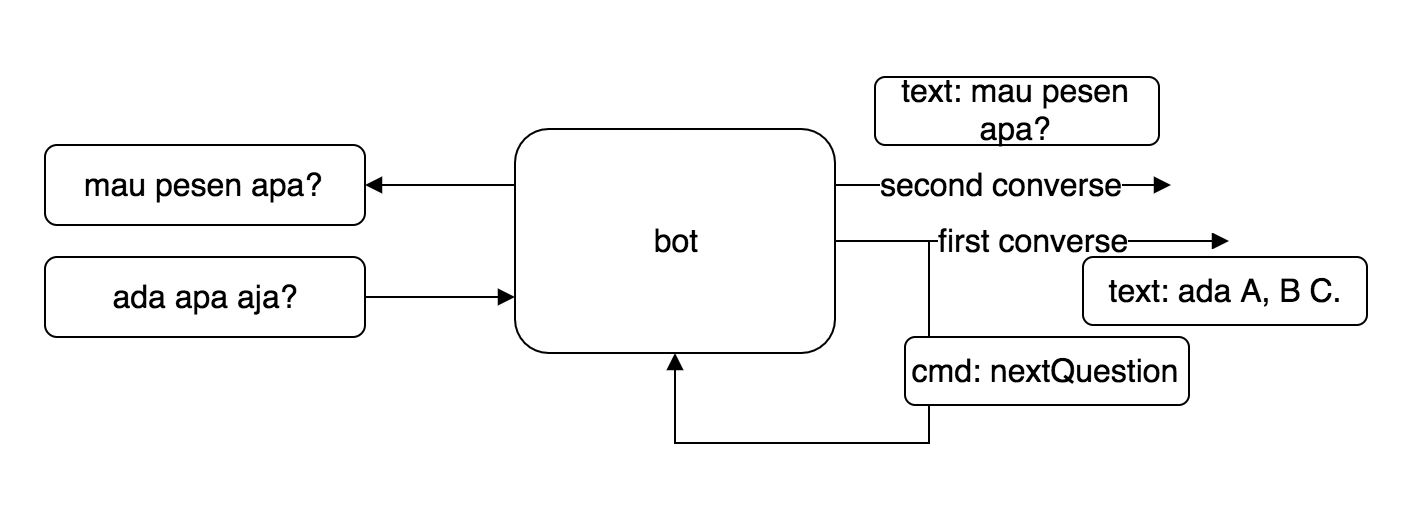 text: mau pesen
apa?
mau pesen apa?
second converse
bot
first converse
ada apa aja?
text: ada A, B C.
cmd: nextQuestion